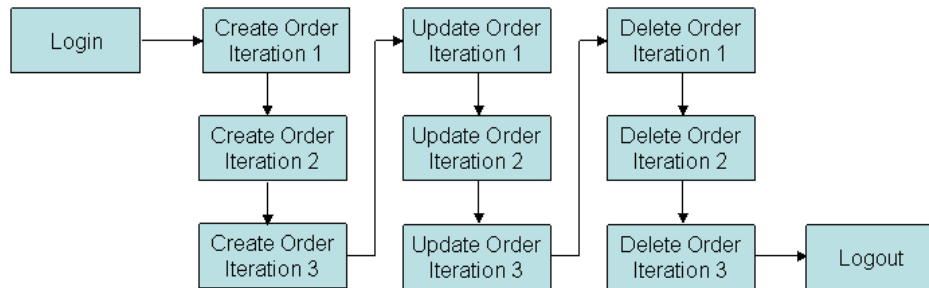 Login
Create Order
Iteration 1
Create Order
Iteration 2
Create Order
Iteration 3
Update Order
Iteration 1
Update Order
Iteration 2
Update Order
Iteration 3
Delete Order
Iteration 1
Delete Order
Iteration 2
Delete Order
Iteration 3
Logout